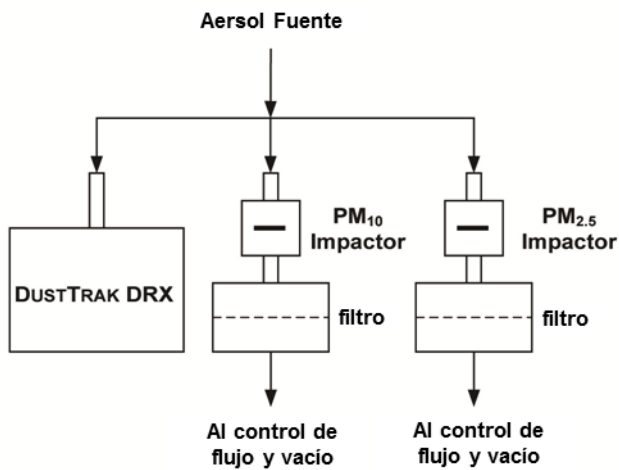 Aersol Fuente
PM10
Impactor
PM2.5
Impactor
DUSTTRAK DRX
filtro
filtro
Al control de
flujo y vacío
Al control de
flujo y vacío